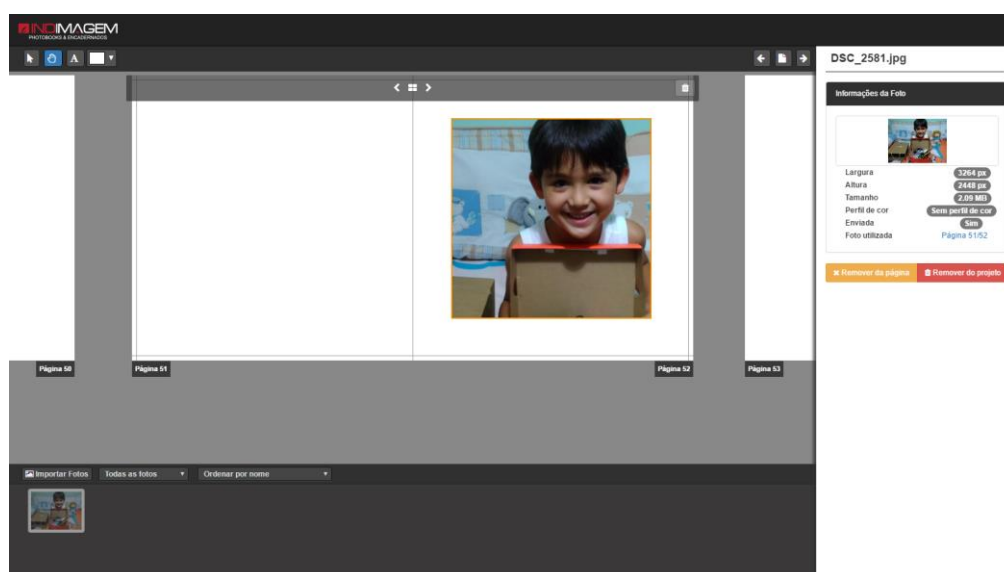 INDIMAGEM
PHOTOBOOKS & ENCADERNADOS
A
DSC_2581.jpg
Informações da Foto
Largura 3264 px
Altura 2448 px
Tamanho 2.09 MB
Perfil de cor Sem perfil de cor
Enviada Sim
Foto utilizada Página 51/52
Remover da página Remover do projeto
Página 50 Página 51 Página 52 Página 53
Importar Fotos Todas as fotos Ordenar por nome